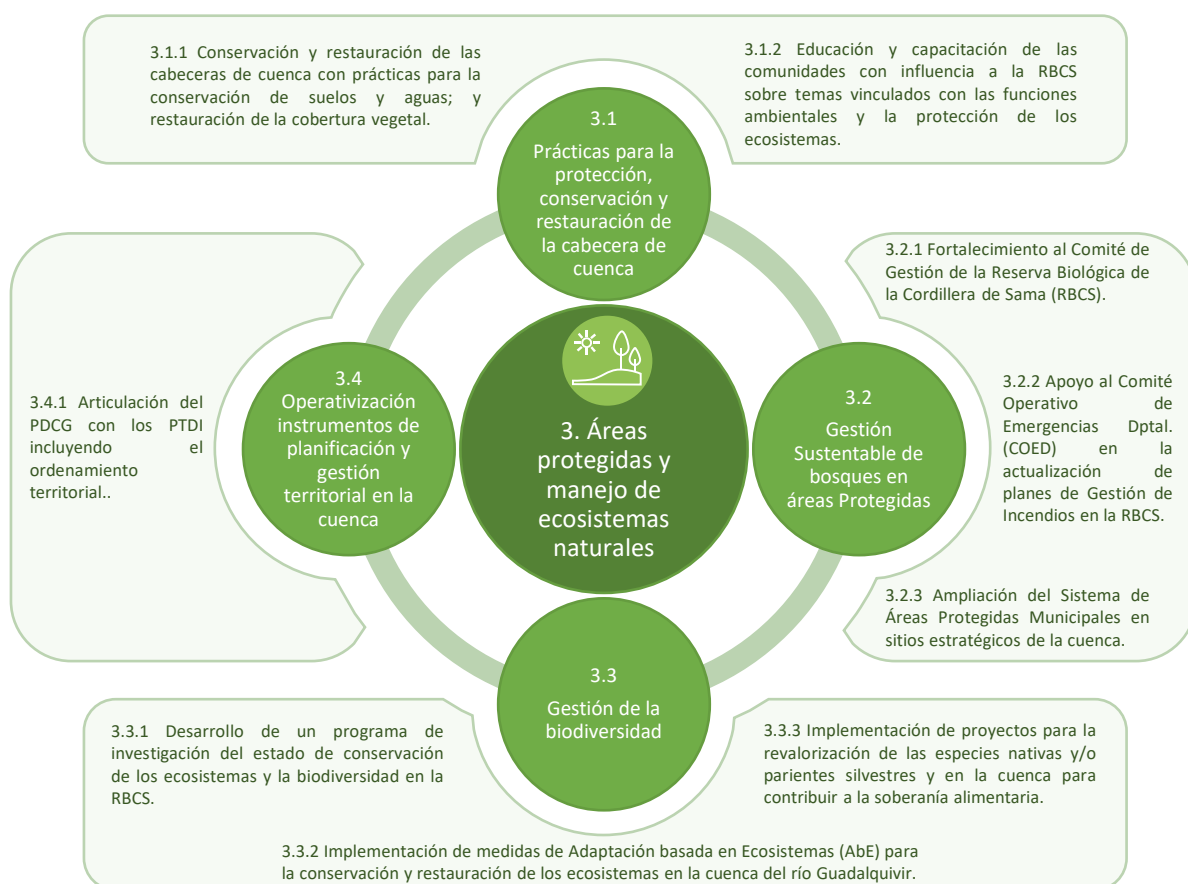 3.1.1 Conservación y restauración de las
cabeceras de cuenca con prácticas para la
conservación de suelos y aguas; y
restauración de la cobertura vegetal.
3.1.2 Educación y capacitación de las
comunidades con influencia a la RBCS
sobre temas vinculados con las funciones
ambientales y la protección de los
ecosistemas.
3.1
Prácticas para la
protección,
conservación y
restauración de
la cabecera de
cuenca
3.2.1 Fortalecimiento al Comité de
Gestión de la Reserva Biológica de
la Cordillera de Sama (RBCS).
3.2.2 Apoyo al Comité
Operativo de
Emergencias Dptal.
(COED) en la
actualización de
planes de Gestión de
Incendios en la RBCS.
3.2.3 Ampliación del Sistema de
Áreas Protegidas Municipales en
sitios estratégicos de la cuenca.
3.2
Gestión
Sustentable de
bosques en
áreas Protegidas
3. Áreas
protegidas y
manejo de
ecosistemas
naturales
3.4
Operativización
instrumentos de
planificación y
gestión
territorial en la
cuenca
3.4.1 Articulación del
PDCG con los PTDI
incluyendo el
ordenamiento
territorial..
3.3
Gestión de la
biodiversidad
3.3.1 Desarrollo de un programa de
investigación del estado de conservación
de los ecosistemas y la biodiversidad en la
RBCS.
3.3.3 Implementación de proyectos para la
revalorización de las especies nativas y/o
parientes silvestres y en la cuenca para
contribuir a la soberanía alimentaria.
3.3.2 Implementación de medidas de Adaptación basada en Ecosistemas (AbE) para
la conservación y restauración de los ecosistemas en la cuenca del río Guadalquivir.